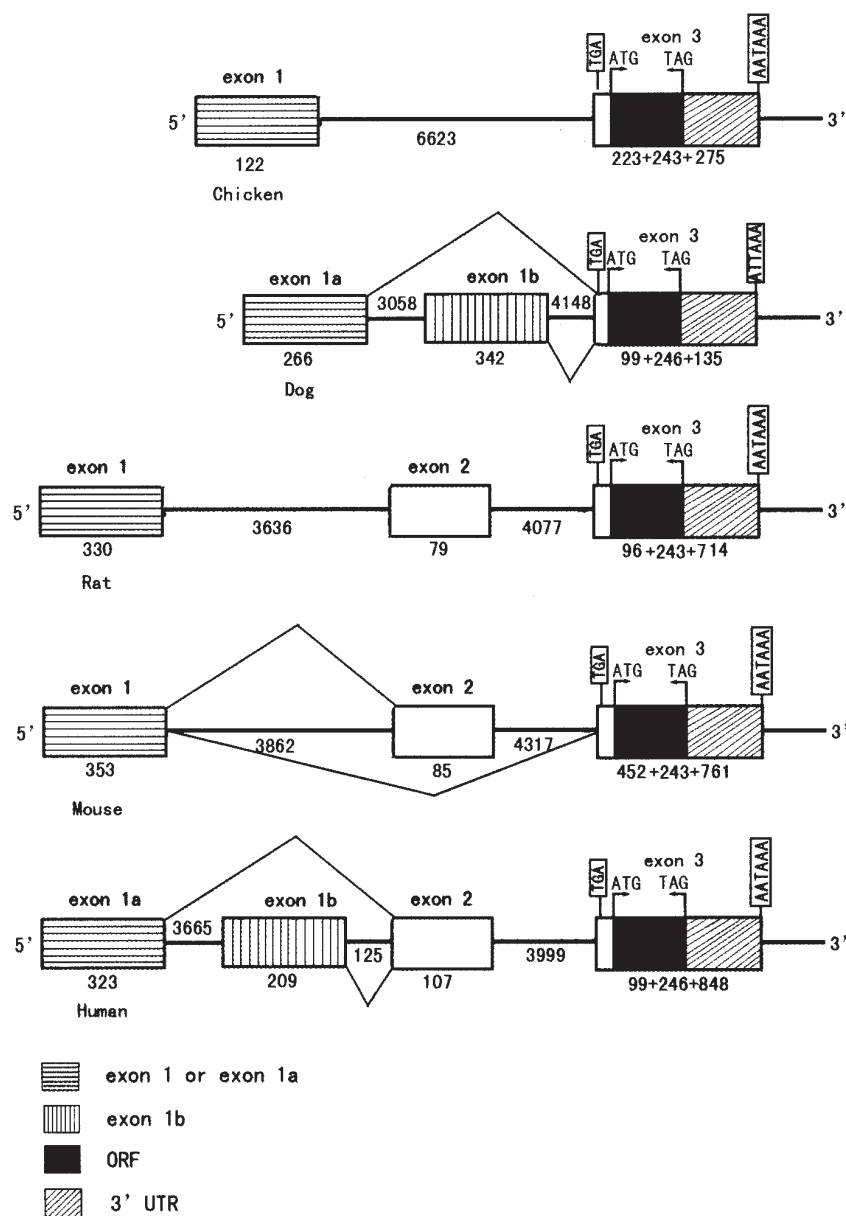 TGA ATG exon 3 TAG AATAAA
exon 1
5' 6623 3'
122 223+243+275
Chicken
TGA ATG exon 3 TAG ATTAAA
exon 1a exon 1b
5' 3058 4148 3'
266 342 99+246+135
Dog
TGA ATG exon 3 TAG AATAAA
exon 1 exon 2
5' 3636 4077 3'
330 79 96+243+714
Rat
TGA ATG exon 3 TAG AATAAA
exon 1 exon 2
5' 3862 4317 3'
353 85 452+243+761
Mouse
TGA ATG exon 3 TAG AATAAA
exon 1a exon 1b exon 2
5' 3665 125 3999 3'
323 209 107 99+246+848
Human
exon 1 or exon 1a
exon 1b
ORF
3' UTR